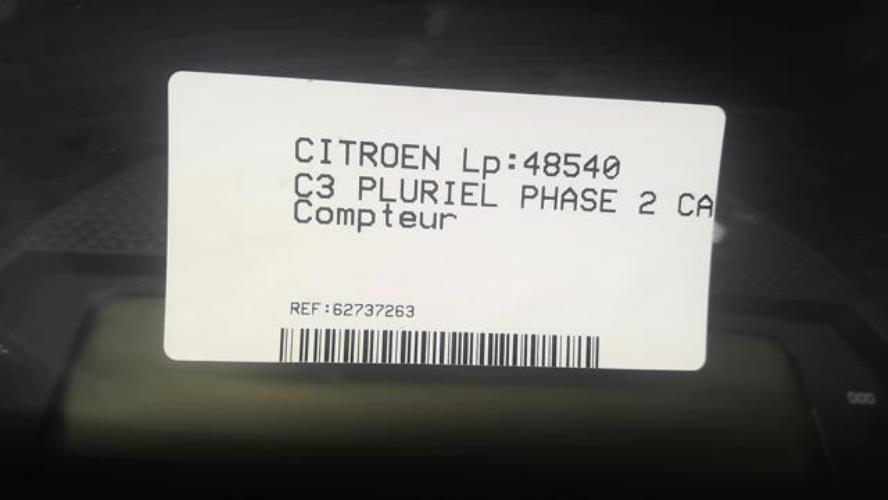 CITROEN Lp:48540
C3 PLURIEL PHASE 2 CA
Compteur
REF:62737263